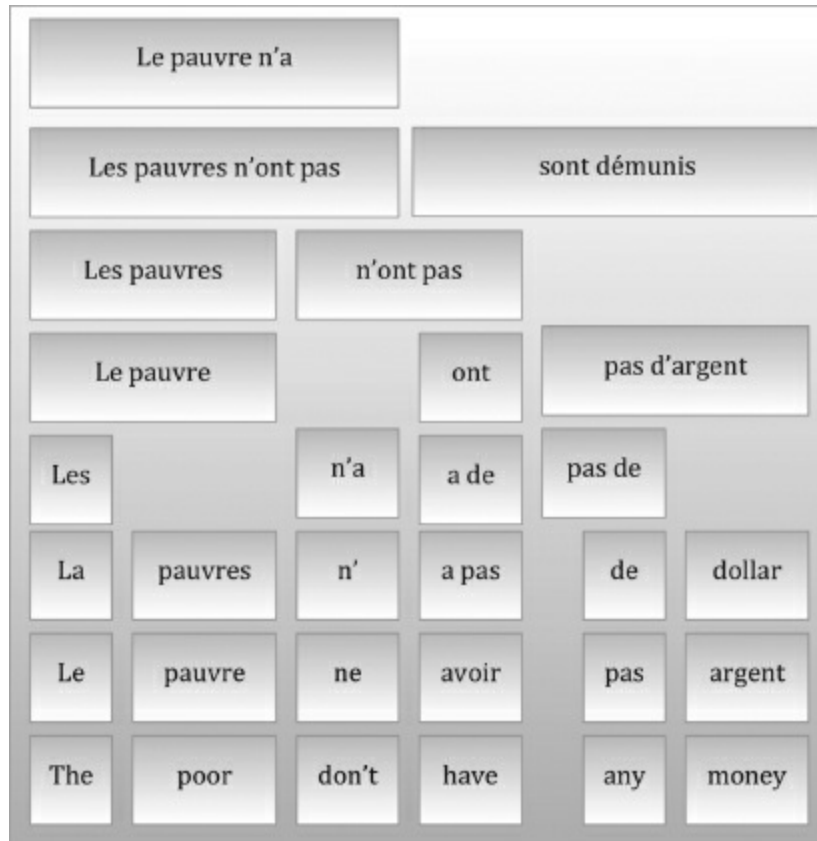 Le pauvre n’a
Les pauvres n’ont pas sont démunis
Les pauvres n’ont pas
Le pauvre ont pas d’argent
Les n’a a de pas de
La pauvres n’ a pas de dollar
Le pauvre ne avoir pas argent
The poor don’t have any money